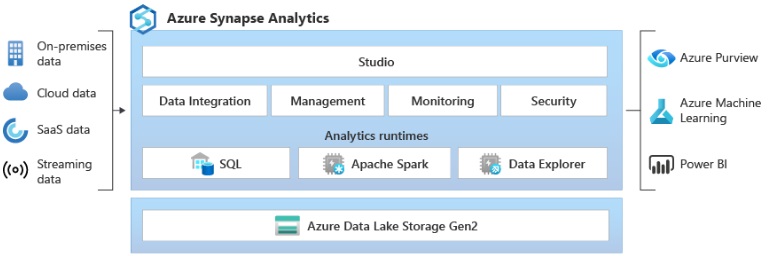 Azure Synapse Analytics
On-premises
data
Cloud data
SaaS data
Streaming
data
Studio
Data Integration
Management
Monitoring
Security
Analytics runtimes
SQL
Apache Spark
Data Explorer
Azure Data Lake Storage Gen2
Azure Purview
Azure Machine
Learning
Power BI